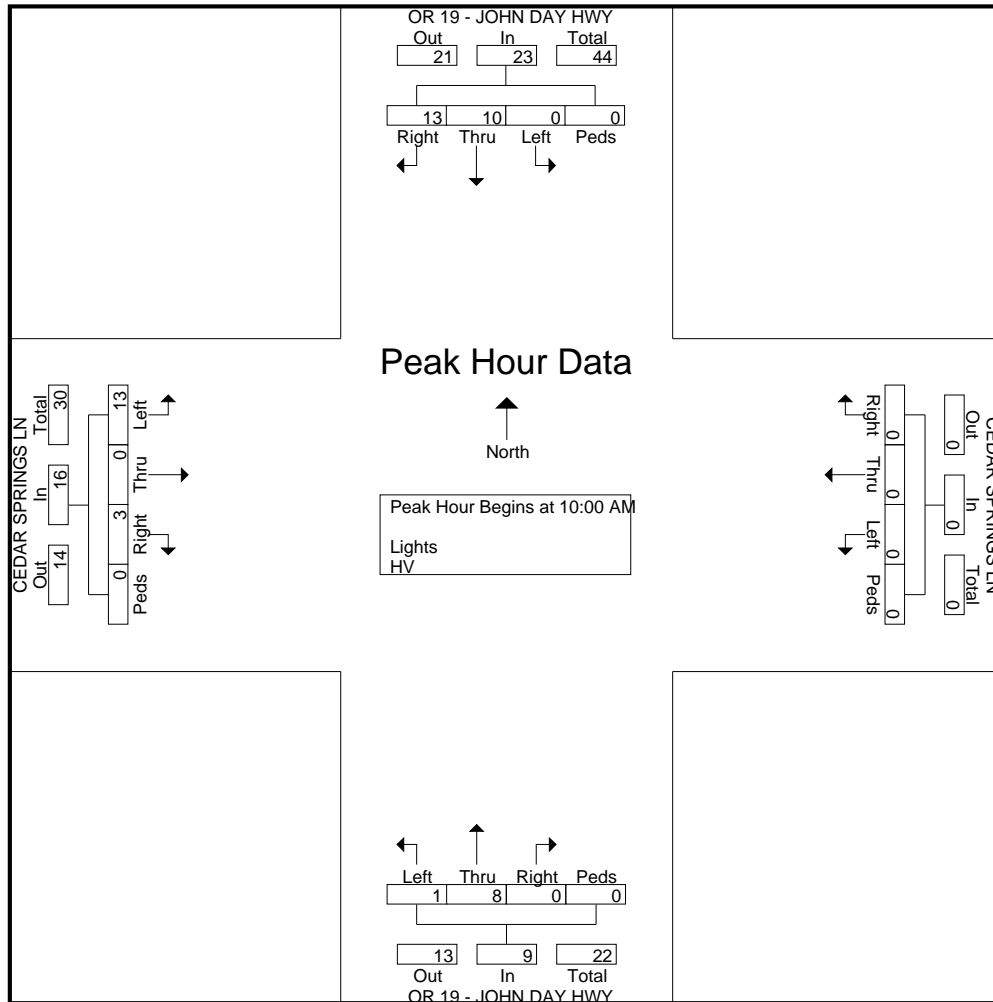 OR 19 - JOHN DAY HWY
Out In Total
21 23 44
13 10 0 0
Right Thru Left Peds
Peak Hour Data
North
Peak Hour Begins at 10:00 AM
Lights
HV
CEDAR SPRINGS LN
Out In Total
14 16 30
0 3 0 13
Peds Right Thru Left
CEDAR SPRINGS LN
Out In Total
0 0 0
0 0 0 0
Right Thru Left Peds
Left Thru Right Peds
1 8 0 0
13 9 22
Out In Total
OR 19 - JOHN DAY HWY